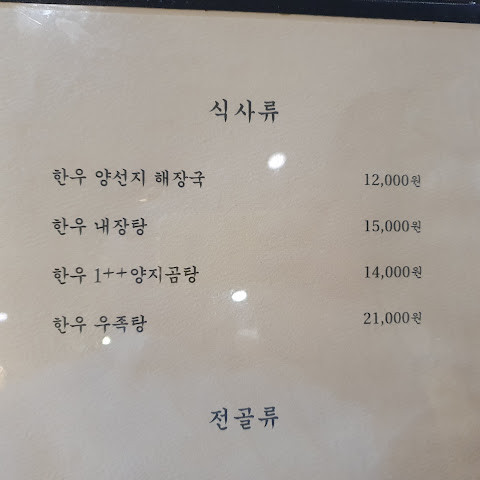 식사류
한우 양선지 해장국 12,000원
한우 내장탕 15,000원
한우 1++양지곰탕 14,000원
한우 우족탕 21,000원
전골류